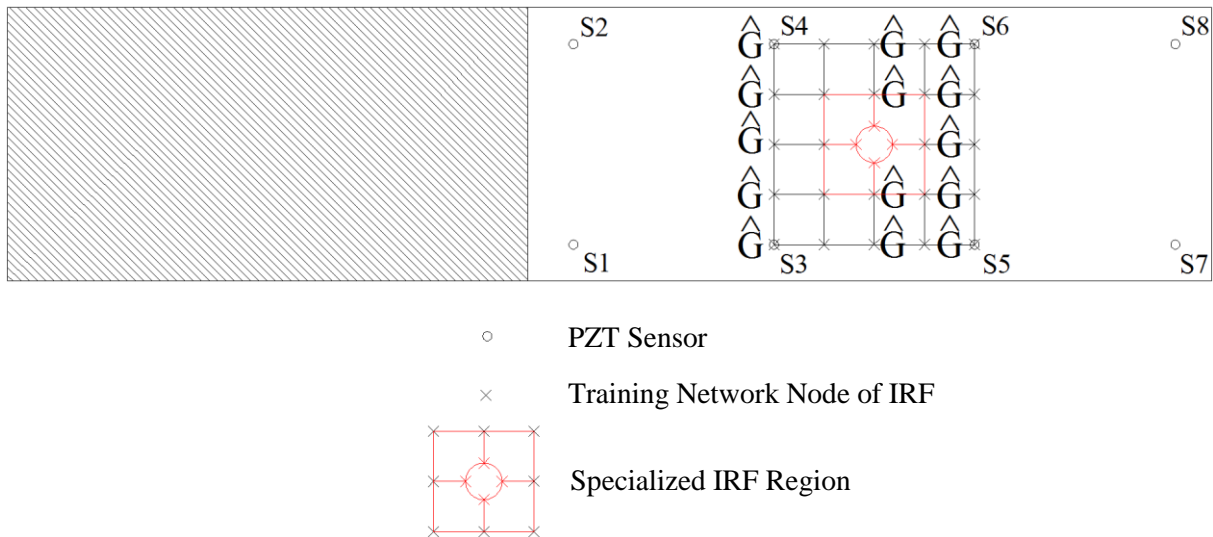 S2 Ĝ S4 Ĝ Ĝ S6 S8
Ĝ Ĝ Ĝ
Ĝ Ĝ
Ĝ Ĝ Ĝ
S1 Ĝ S3 Ĝ Ĝ S5 S7
PZT Sensor
Training Network Node of IRF
Specialized IRF Region